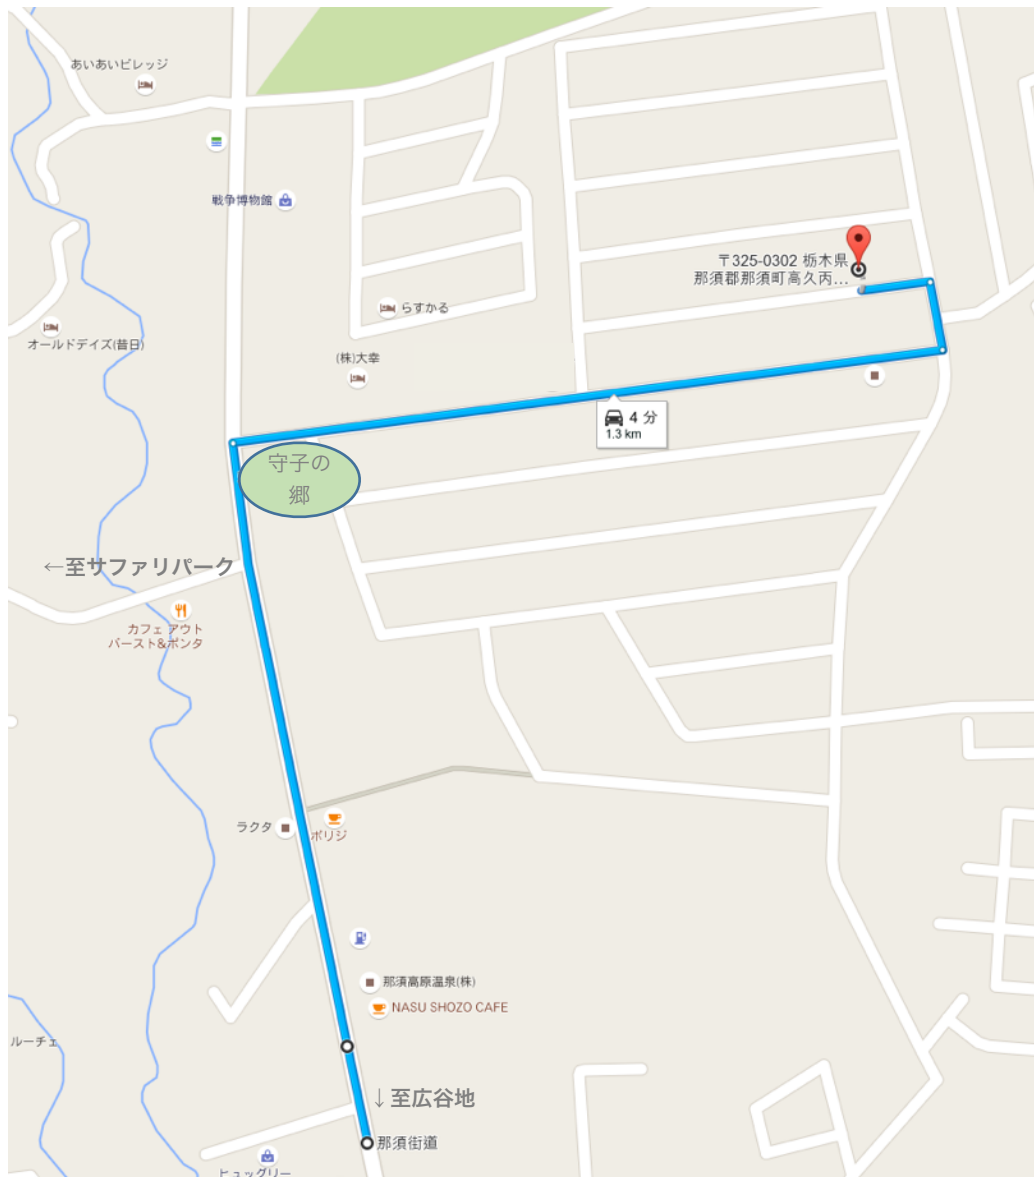 あいあいビレッジ
戦争博物館
〒325-0302 栃木県
那須郡那須町高久丙...
らすかる
オールドデイズ(昔日)
(株)大幸
4 分
1.3 km
守子の
郷
←至サファリパーク
カフェ アウト
バースト&ポンタ
ラクタ
ボリジ
那須高原温泉(株)
NASU SHOZO CAFE
ルーチェ
↓至広谷地
那須街道
ヒュッグリー